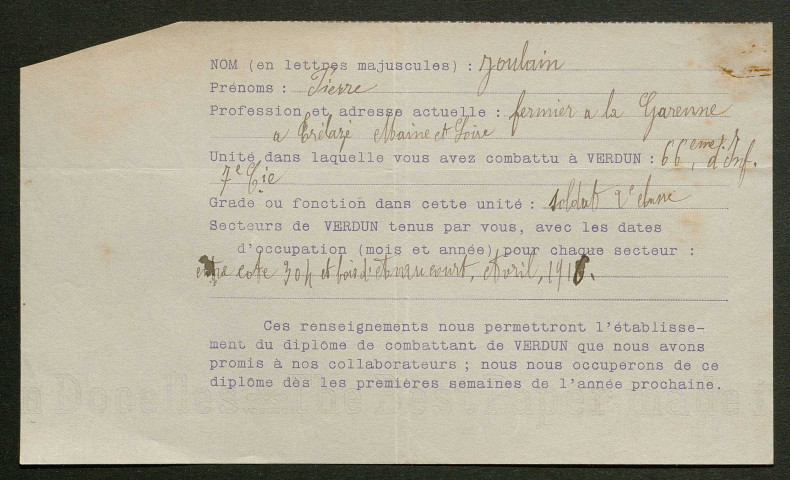 NOM (en lettres majuscules) : Joulain
Prénoms : Pierre
Profession et adresse actuelle : fermier a la Garenne
a Trélazé Maine et Loire
Unité dans laquelle vous avez combattu à VERDUN : 66 eme r. d'Inf.
7e Cie
Grade ou fonction dans cette unité : soldat 2e classe
Secteurs de VERDUN tenus par vous, avec les dates
d'occupation (mois et année) pour chaque secteur :
entre cote 304 et bois d'Avaucourt, Avril, 1916.
Ces renseignements nous permettront l'établisse-
ment du diplôme de combattant de VERDUN que nous avons
promis à nos collaborateurs ; nous nous occuperons de ce
diplôme dès les premières semaines de l'année prochaine.